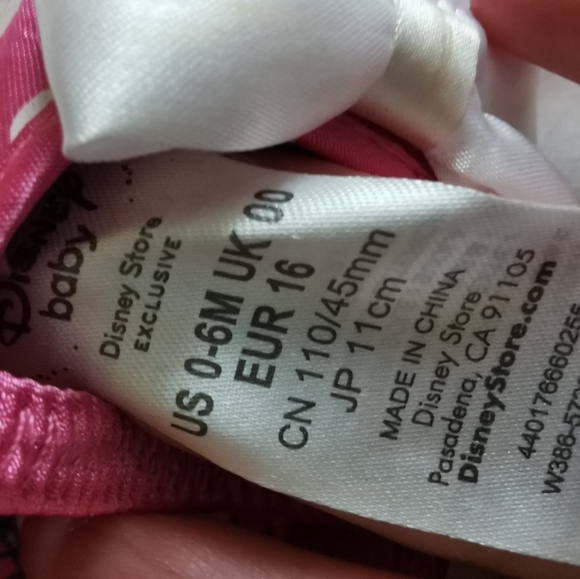 Disney
baby
Disney Store
EXCLUSIVE
US 0-6M UK 00
EUR 16
CN 110/45mm
JP 11cm
MADE IN CHINA
Disney Store
Pasadena, CA 91105
DisneyStore.com